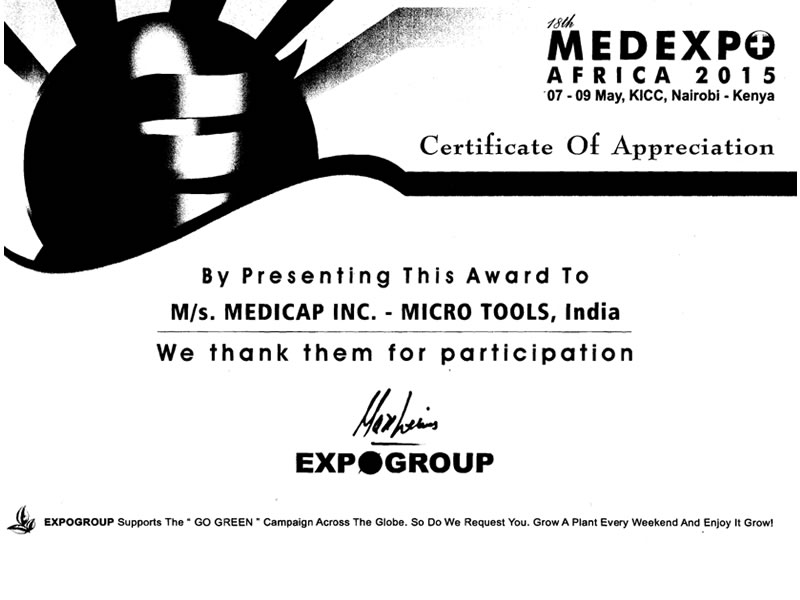 18th
MEDEXPO
AFRICA 2015
07 - 09 May, KICC, Nairobi - Kenya
Certificate Of Appreciation
By Presenting This Award To
M/s. MEDICAP INC. - MICRO TOOLS, India
We thank them for participation
EXPOGROUP
EXPOGROUP Supports The " GO GREEN " Campaign Across The Globe. So Do We Request You. Grow A Plant Every Weekend And Enjoy It Grow!